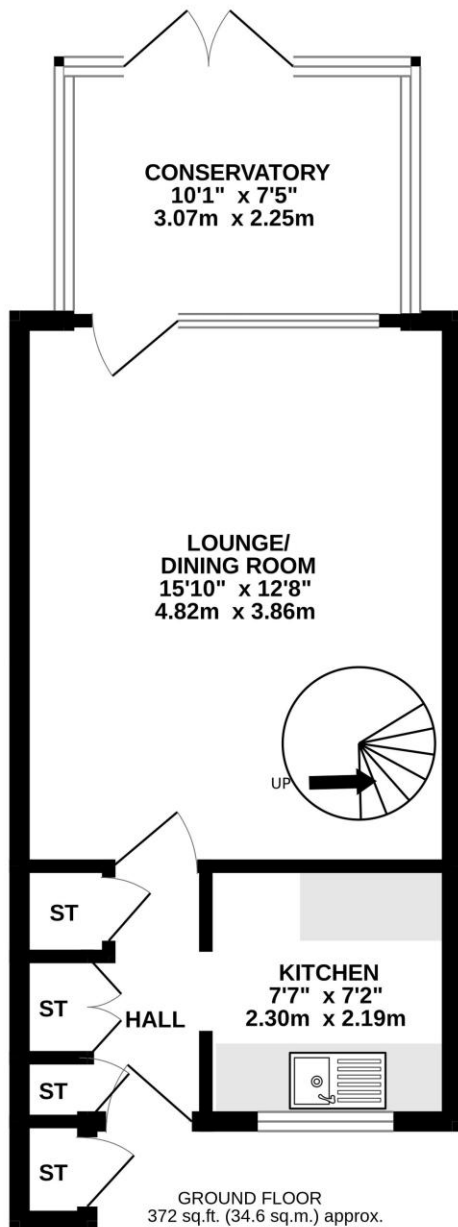 CONSERVATORY
10'1" x 7'5"
3.07m x 2.25m
LOUNGE/
DINING ROOM
15'10" x 12'8"
4.82m x 3.86m
UP
ST
ST
HALL
KITCHEN
7'7" x 7'2"
2.30m x 2.19m
ST
ST
GROUND FLOOR
372 sq.ft. (34.6 sq.m.) approx.